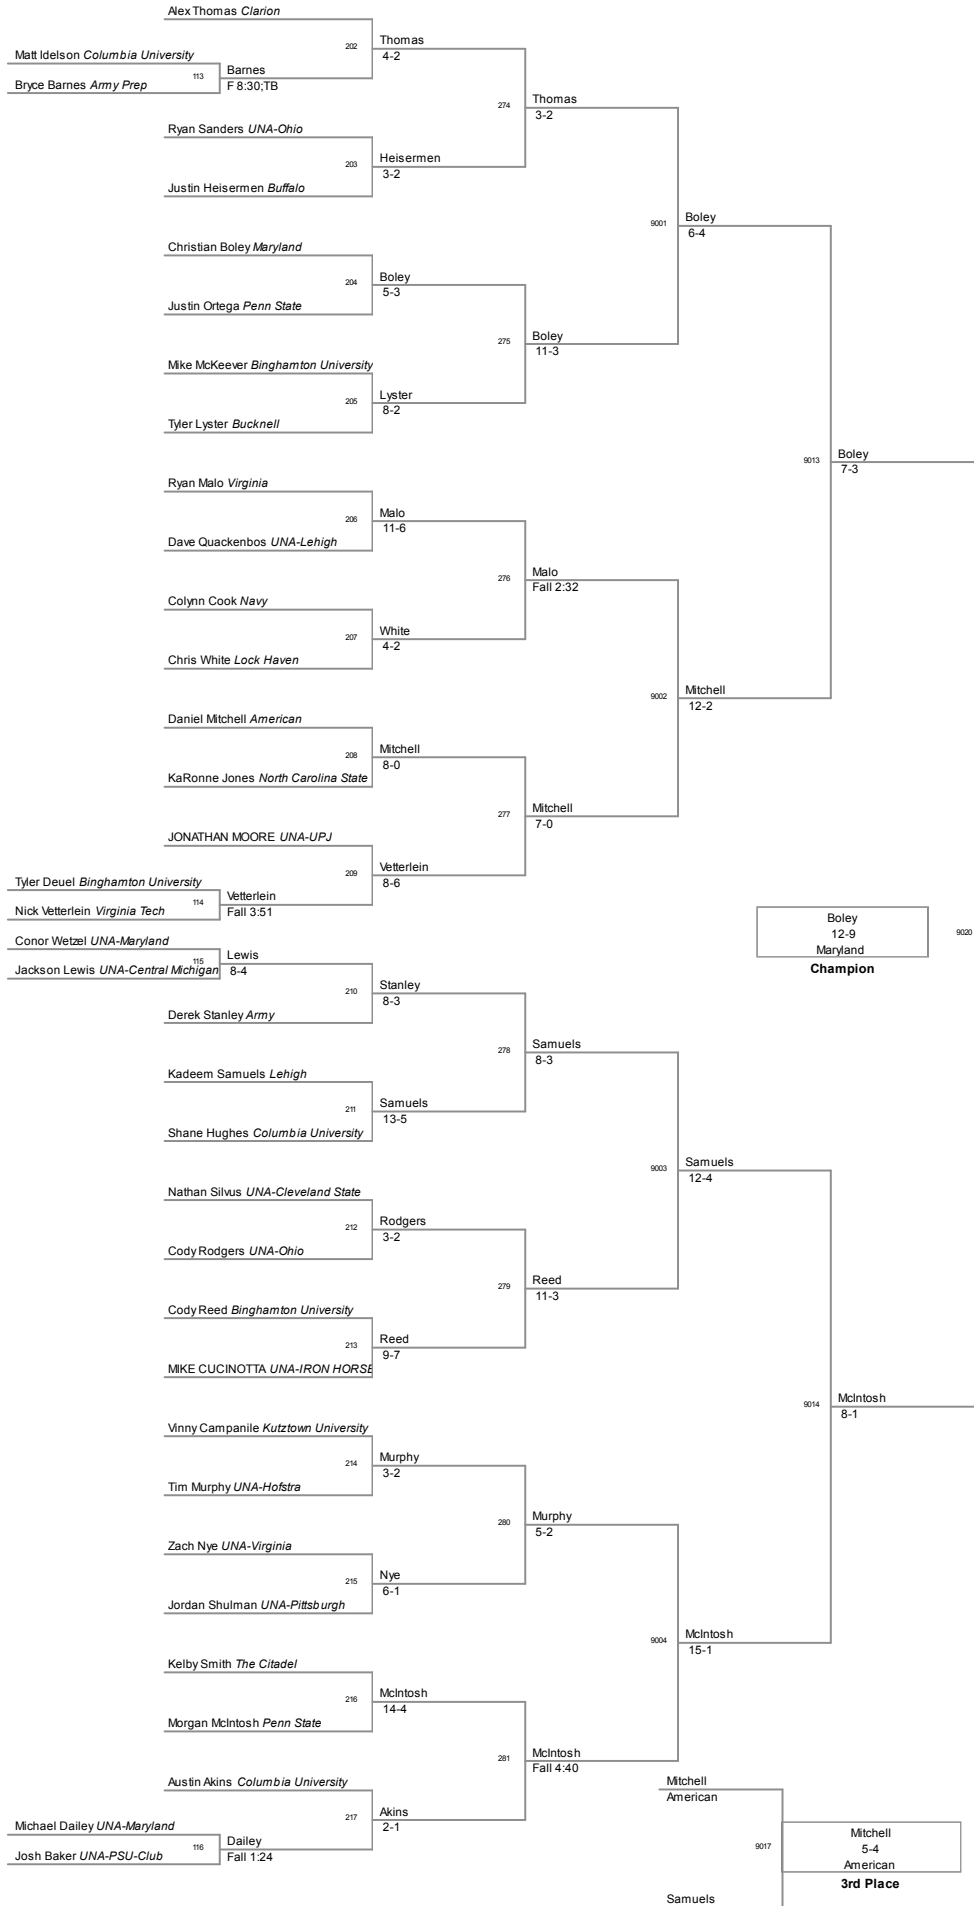 Alex Thomas Clarion
202
Thomas
4-2
Matt Idelson Columbia University
113
Barnes
F 8:30;TB
Bryce Barnes Army Prep
274
Thomas
3-2
Ryan Sanders UNA-Ohio
203
Heisermen
3-2
Justin Heisermen Buffalo
9001
Boley
6-4
Christian Boley Maryland
204
Boley
5-3
Justin Ortega Penn State
275
Boley
11-3
Mike McKeever Binghamton University
205
Lyster
8-2
Tyler Lyster Bucknell
9013
Boley
7-3
Ryan Malo Virginia
206
Malo
11-6
Dave Quackenbos UNA-Lehigh
276
Malo
Fall 2:32
Colynn Cook Navy
207
White
4-2
Chris White Lock Haven
9002
Mitchell
12-2
Daniel Mitchell American
208
Mitchell
8-0
KaRonne Jones North Carolina State
277
Mitchell
7-0
JONATHAN MOORE UNA-UPJ
209
Vetterlein
8-6
Tyler Deuel Binghamton University
114
Vetterlein
Fall 3:51
Nick Vetterlein Virginia Tech
Boley
12-9
Maryland
Champion
9020
Conor Wetzel UNA-Maryland
115
Lewis
8-4
Jackson Lewis UNA-Central Michigan
210
Stanley
8-3
Derek Stanley Army
278
Samuels
8-3
Kadeem Samuels Lehigh
211
Samuels
13-5
Shane Hughes Columbia University
9003
Samuels
12-4
Nathan Silvus UNA-Cleveland State
212
Rodgers
3-2
Cody Rodgers UNA-Ohio
279
Reed
11-3
Cody Reed Binghamton University
213
Reed
9-7
MIKE CUCINOTTA UNA-IRON HORSE
9014
McIntosh
8-1
Vinny Campanile Kutztown University
214
Murphy
3-2
Tim Murphy UNA-Hofstra
280
Murphy
5-2
Zach Nye UNA-Virginia
215
Nye
6-1
Jordan Shulman UNA-Pittsburgh
9004
McIntosh
15-1
Kelby Smith The Citadel
216
McIntosh
14-4
Morgan McIntosh Penn State
281
McIntosh
Fall 4:40
Austin Akins Columbia University
217
Akins
2-1
Michael Dailey UNA-Maryland
116
Dailey
Fall 1:24
Josh Baker UNA-PSU-Club
Mitchell
American
9017
Mitchell
5-4
American
3rd Place
Samuels